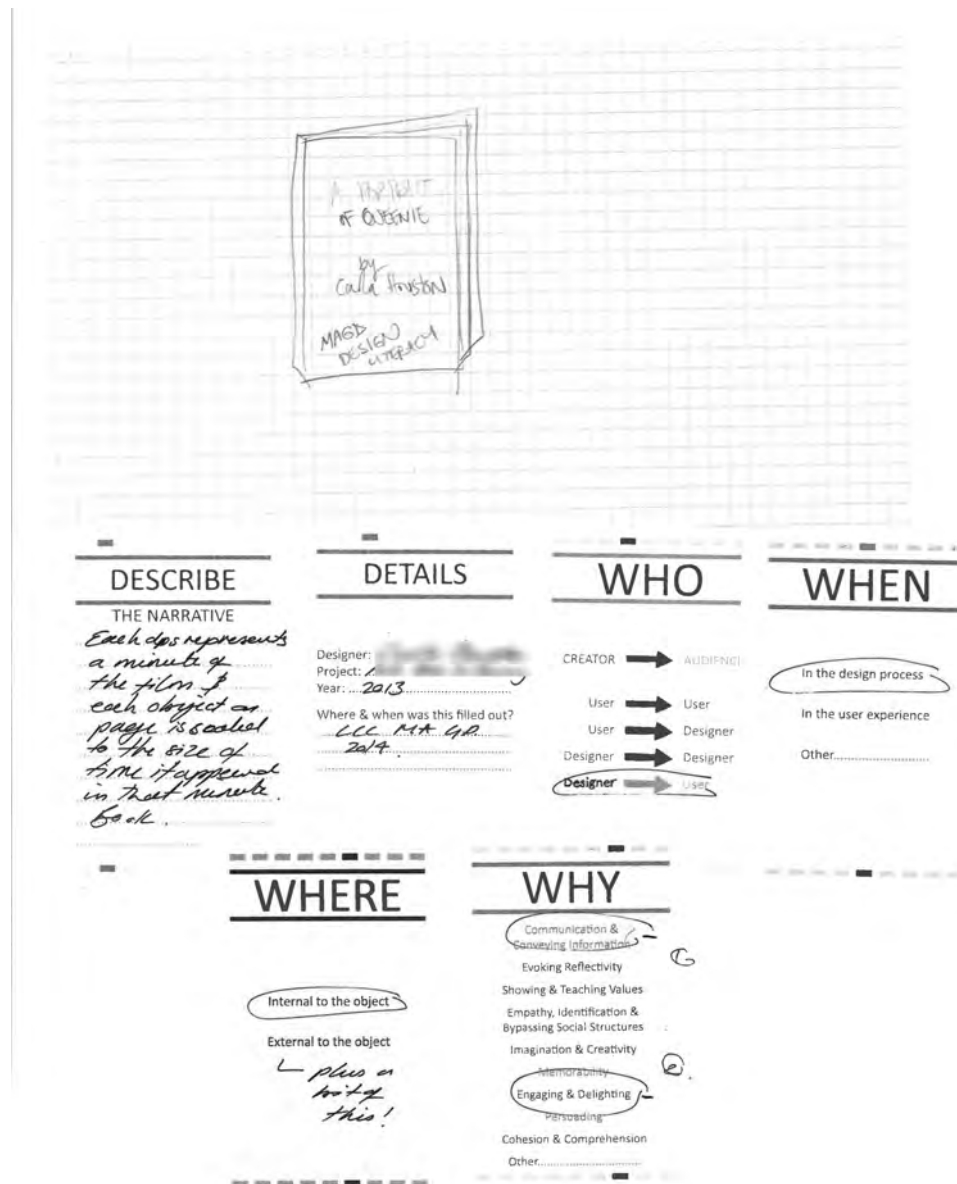 A PORTRAIT
OF QUEENIE
by
Carla Houston
MAGD
DESIGN
LITERACY
DESCRIBE
THE NARRATIVE
Each dps represents
a minute of
the film &
each object on
page is scaled
to the size of
time it appeared
in that minute.
Book.
DETAILS
Designer:
Project:
Year: 2013
Where & when was this filled out?
LCC MA GD
2014.
WHO
CREATOR AUDIENCE
User User
User Designer
Designer Designer
Designer User
WHEN
In the design process
In the user experience
Other
WHERE
Internal to the object
External to the object
plus a
bit of
this!
WHY
Communication &
Conveying Information
Evoking Reflectivity
Showing & Teaching Values
Empathy, Identification &
Bypassing Social Structures
Imagination & Creativity
Memorability
Engaging & Delighting
Persuading
Cohesion & Comprehension
Other